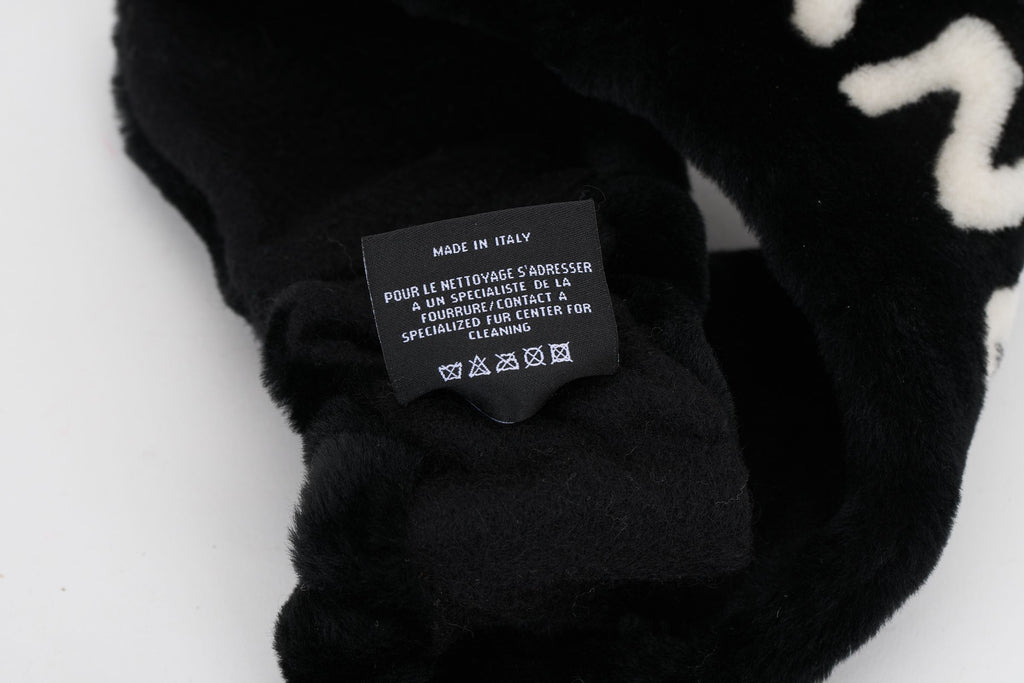 MADE IN ITALY
POUR LE NETTOYAGE S'ADRESSER
A UN SPECIALISTE DE LA
FOURRURE/CONTACT A
SPECIALIZED FUR CENTER FOR
CLEANING